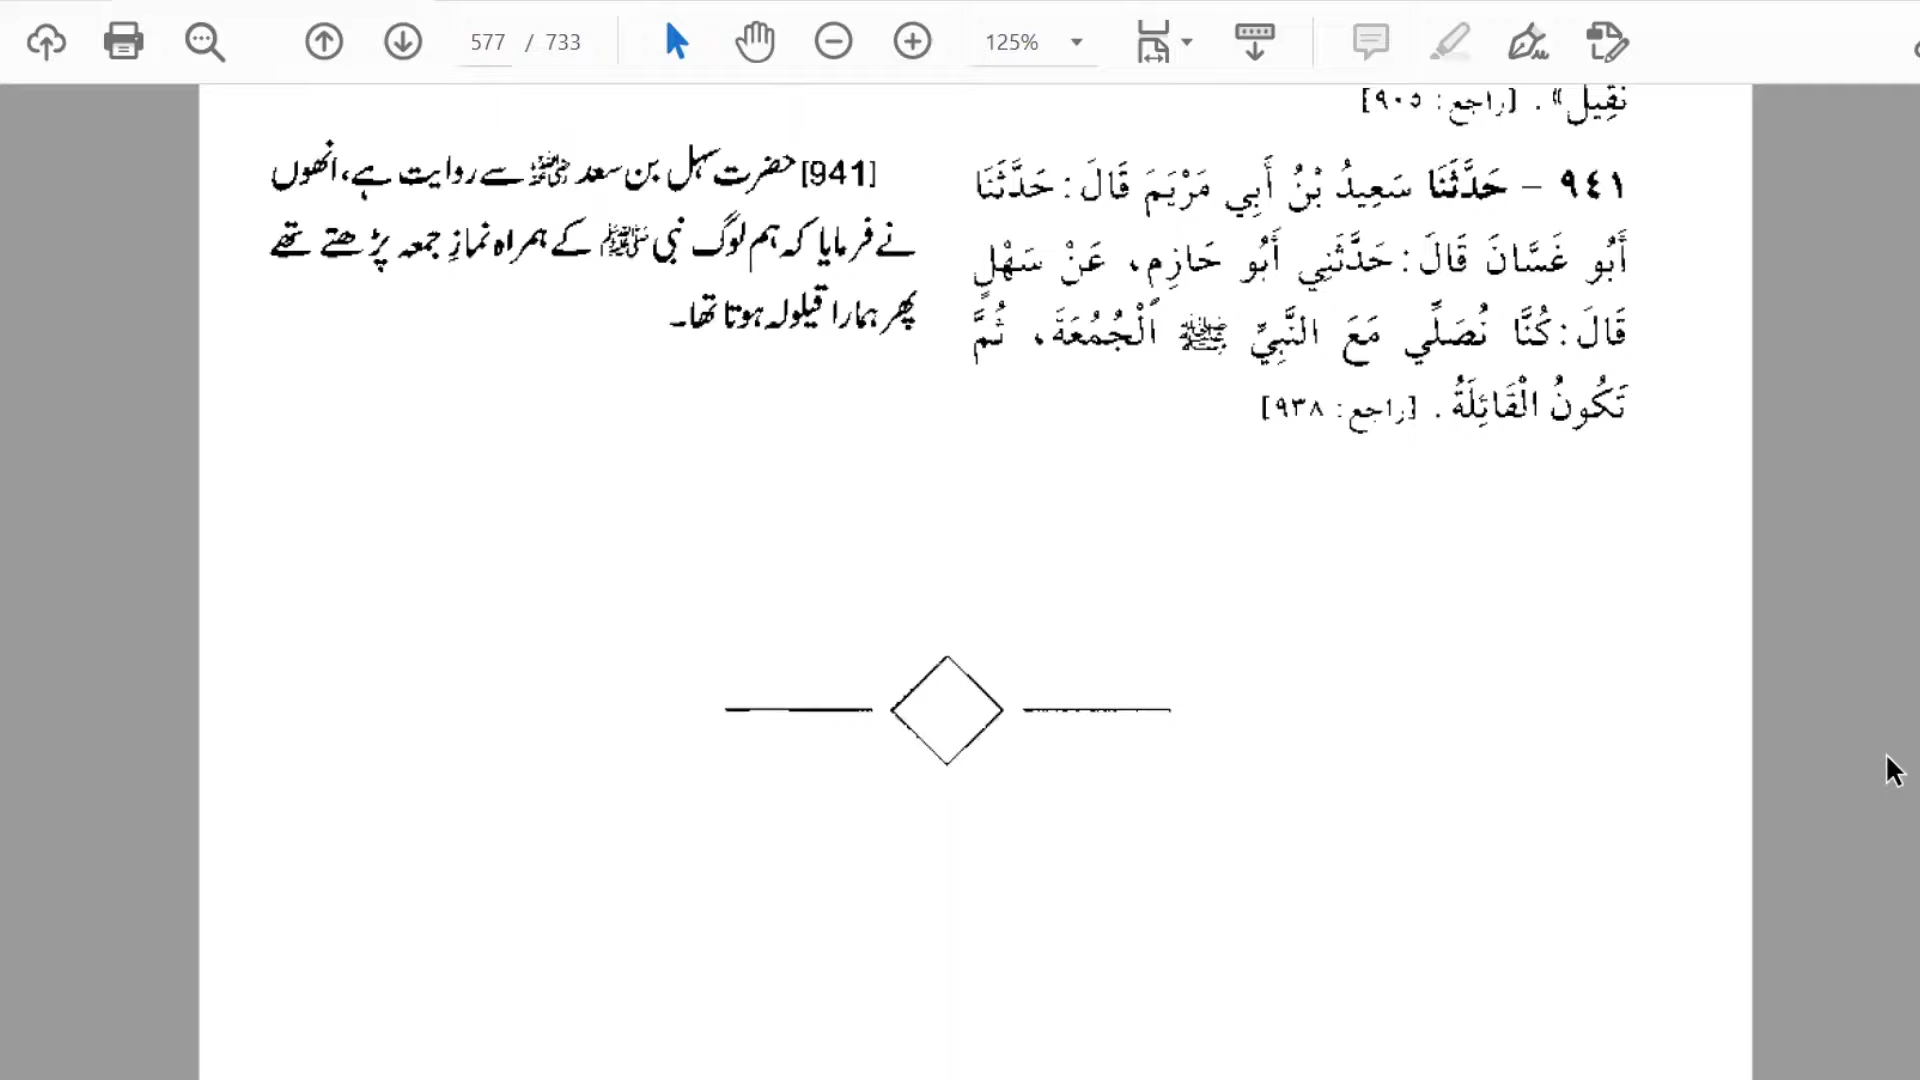 577 / 733
125%
نَقِيلُ» . [راجع: ٩٠٥]
٩٤١ - حَدَّثَنَا سَعِيدُ بْنُ أَبِي مَرْيَمَ قَالَ: حَدَّثَنَا
أَبُو غَسَّانَ قَالَ: حَدَّثَنِي أَبُو حَازِمٍ، عَنْ سَهْلٍ
قَالَ: كُنَّا نُصَلِّي مَعَ النَّبِيِّ ﷺ الْجُمُعَةَ، ثُمَّ
تَكُونُ الْقَائِلَةُ . [راجع: ٩٣٨]
[941] حضرت سہل بن سعد رضی اللہ عنہ سے روایت ہے، انھوں
نے فرمایا کہ ہم لوگ نبی ﷺ کے ہمراہ نمازِ جمعہ پڑھتے تھے
پھر ہمارا قیلولہ ہوتا تھا۔